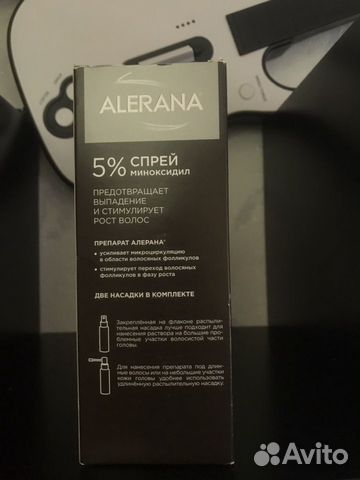 ALERANA®
5% СПРЕЙ
МИНОКСИДИЛ
ПРЕДОТВРАЩАЕТ
ВЫПАДЕНИЕ
И СТИМУЛИРУЕТ
РОСТ ВОЛОС
ПРЕПАРАТ АЛЕРАНА®
• усиливает микроциркуляцию
в области волосяных фолликулов
• стимулирует переход волосяных
фолликулов в фазу роста
ДВЕ НАСАДКИ В КОМПЛЕКТЕ
Закреплённая на флаконе распыли-
тельная насадка лучше подходит для
нанесения раствора на большие про-
блемные участки волосистой части
головы.
Для нанесения препарата под длин-
ные волосы или на небольшие участки
кожи головы удобнее использовать
удлинённую распылительную насадку.
Avito